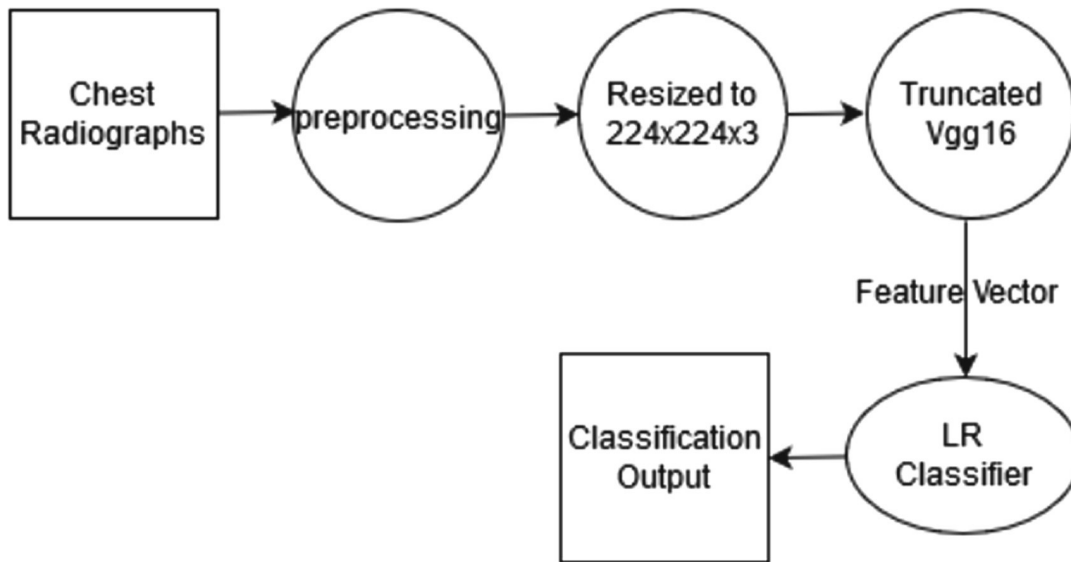 Chest
Radiographs
preprocessing
Resized to
224x224x3
Truncated
Vgg16
Feature Vector
LR
Classifier
Classification
Output